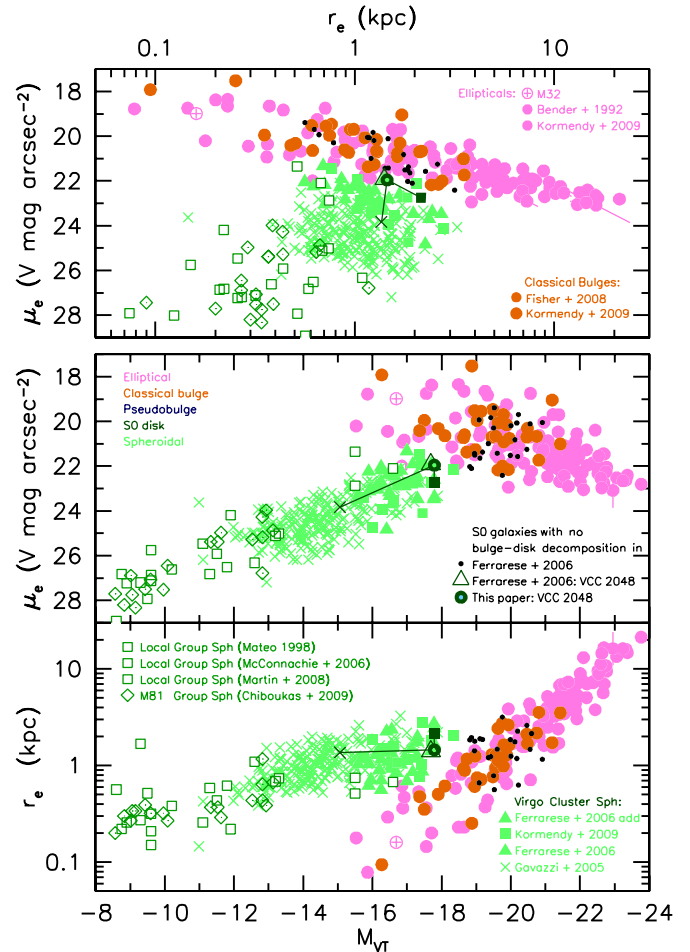 r_e (kpc)
0.1 1 10
18
20
22
24
26
28
μ_e (V mag arcsec⁻²)
Ellipticals: ⊕ M32
Bender + 1992
Kormendy + 2009
Classical Bulges:
Fisher + 2008
Kormendy + 2009
18
20
22
24
26
28
μ_e (V mag arcsec⁻²)
Elliptical
Classical bulge
Pseudobulge
S0 disk
Spheroidal
S0 galaxies with no
bulge-disk decomposition in
Ferrarese + 2006
Ferrarese + 2006: VCC 2048
This paper: VCC 2048
10
1
0.1
r_e (kpc)
Local Group Sph (Mateo 1998)
Local Group Sph (McConnachie + 2006)
Local Group Sph (Martin + 2008)
M81 Group Sph (Chiboukas + 2009)
Virgo Cluster Sph:
Ferrarese + 2006 add
Kormendy + 2009
Ferrarese + 2006
Gavazzi + 2005
−8 −10 −12 −14 −16 −18 −20 −22 −24
M_VT